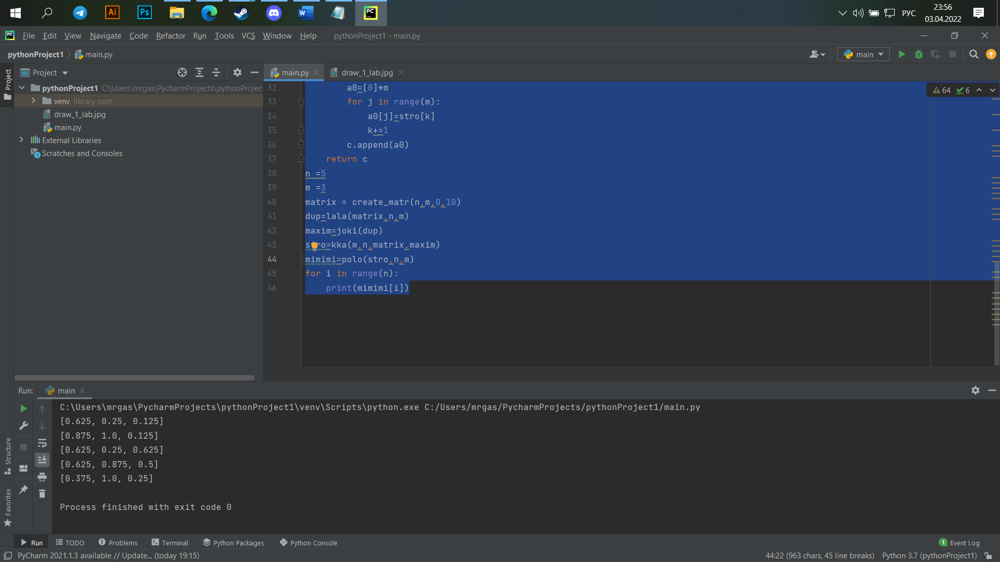 Ai
Ps
W
PC
РУС
23:56
03.04.2022
PC File Edit View Navigate Code Refactor Run Tools VCS Window Help pythonProject1 - main.py
pythonProject1 main.py
main
Project
Project
main.py
draw_1_lab.jpg
pythonProject1 C:\Users\mrgas\PycharmProjects\pythonProjec
venv library root
draw_1_lab.jpg
main.py
External Libraries
Scratches and Consoles
64 6
32 a0=[0]*m
33 for j in range(m):
34 a0[j]=stro[k]
35 k+=1
36 c.append(a0)
37 return c
38 n =5
39 m =3
40 matrix = create_matr(n,m,0,10)
41 dup=lala(matrix,n,m)
42 maxim=joki(dup)
43 stro=kka(m,n,matrix,maxim)
44 mimimi=polo(stro,n,m)
45 for i in range(n):
46 print(mimimi[i])
Run: main
C:\Users\mrgas\PycharmProjects\pythonProject1\venv\Scripts\python.exe C:/Users/mrgas/PycharmProjects/pythonProject1/main.py
[0.625, 0.25, 0.125]
[0.875, 1.0, 0.125]
[0.625, 0.25, 0.625]
[0.625, 0.875, 0.5]
[0.375, 1.0, 0.25]
Process finished with exit code 0
Structure
Favorites
Run TODO Problems Terminal Python Packages Python Console
1 Event Log
PyCharm 2021.1.3 available // Update... (today 19:15)
44:22 (963 chars, 45 line breaks) Python 3.7 (pythonProject1)